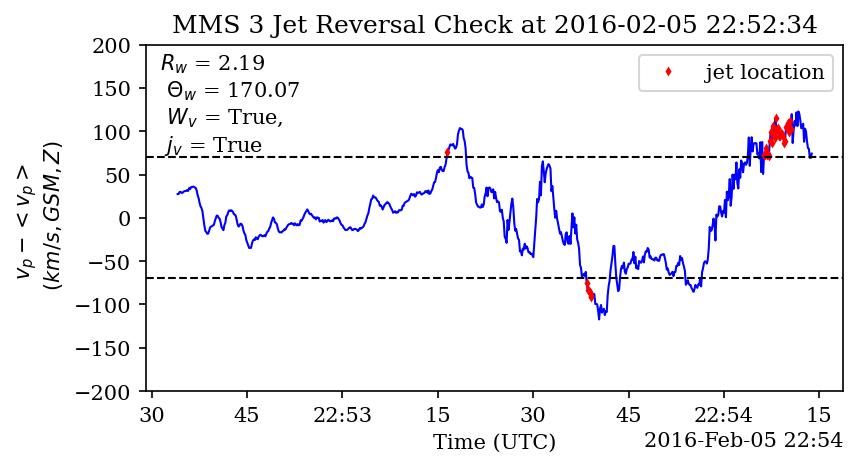 MMS 3 Jet Reversal Check at 2016-02-05 22:52:34
R_w = 2.19
Θ_w = 170.07
W_v = True,
j_v = True
jet location
200
150
100
50
0
−50
−100
−150
−200
v_p − < v_p >
(km/s, GSM, Z)
30 45 22:53 15 30 45 22:54 15
Time (UTC)
2016-Feb-05 22:54